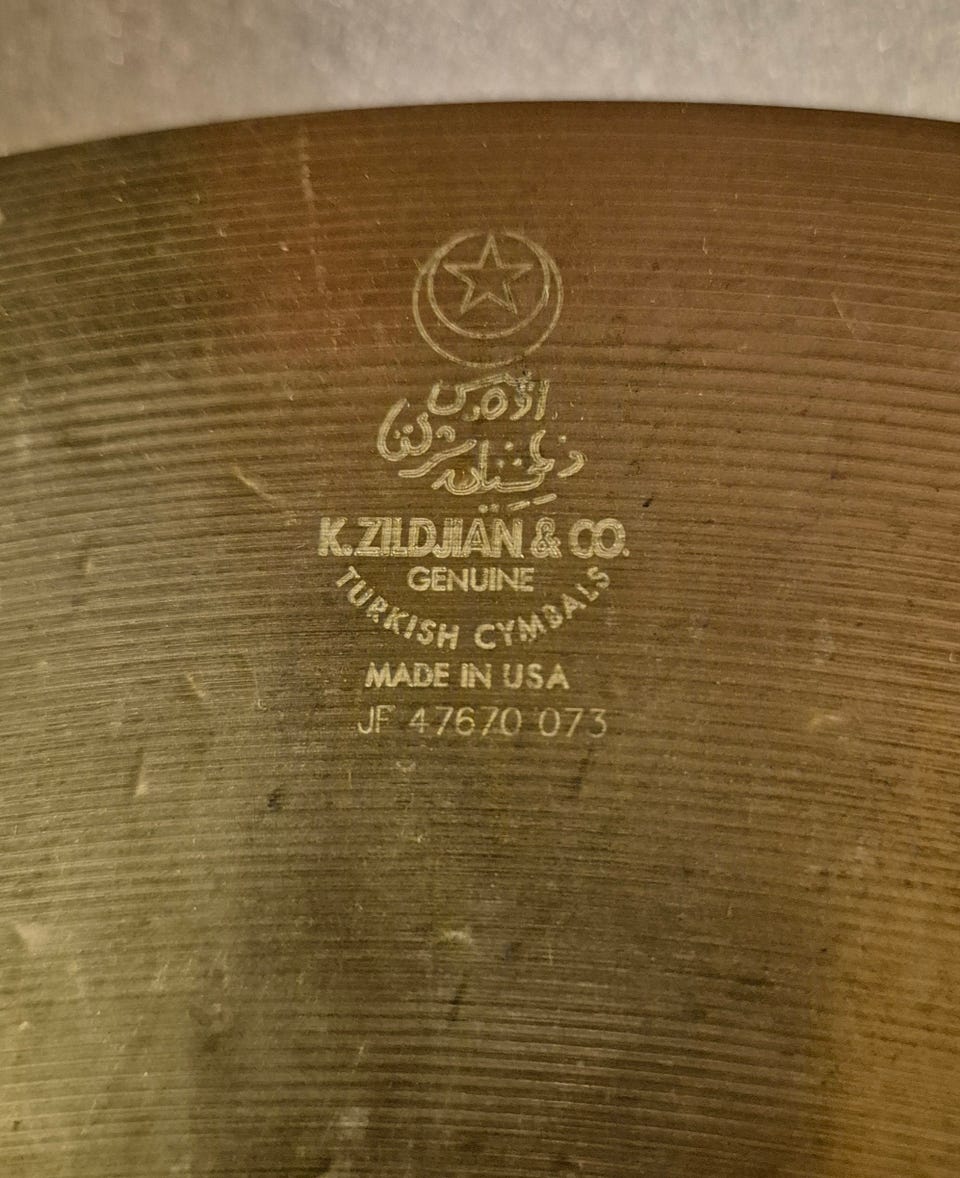 K. ZILDJIAN & CO.
GENUINE
TURKISH CYMBALS
MADE IN USA
JF 47670 073